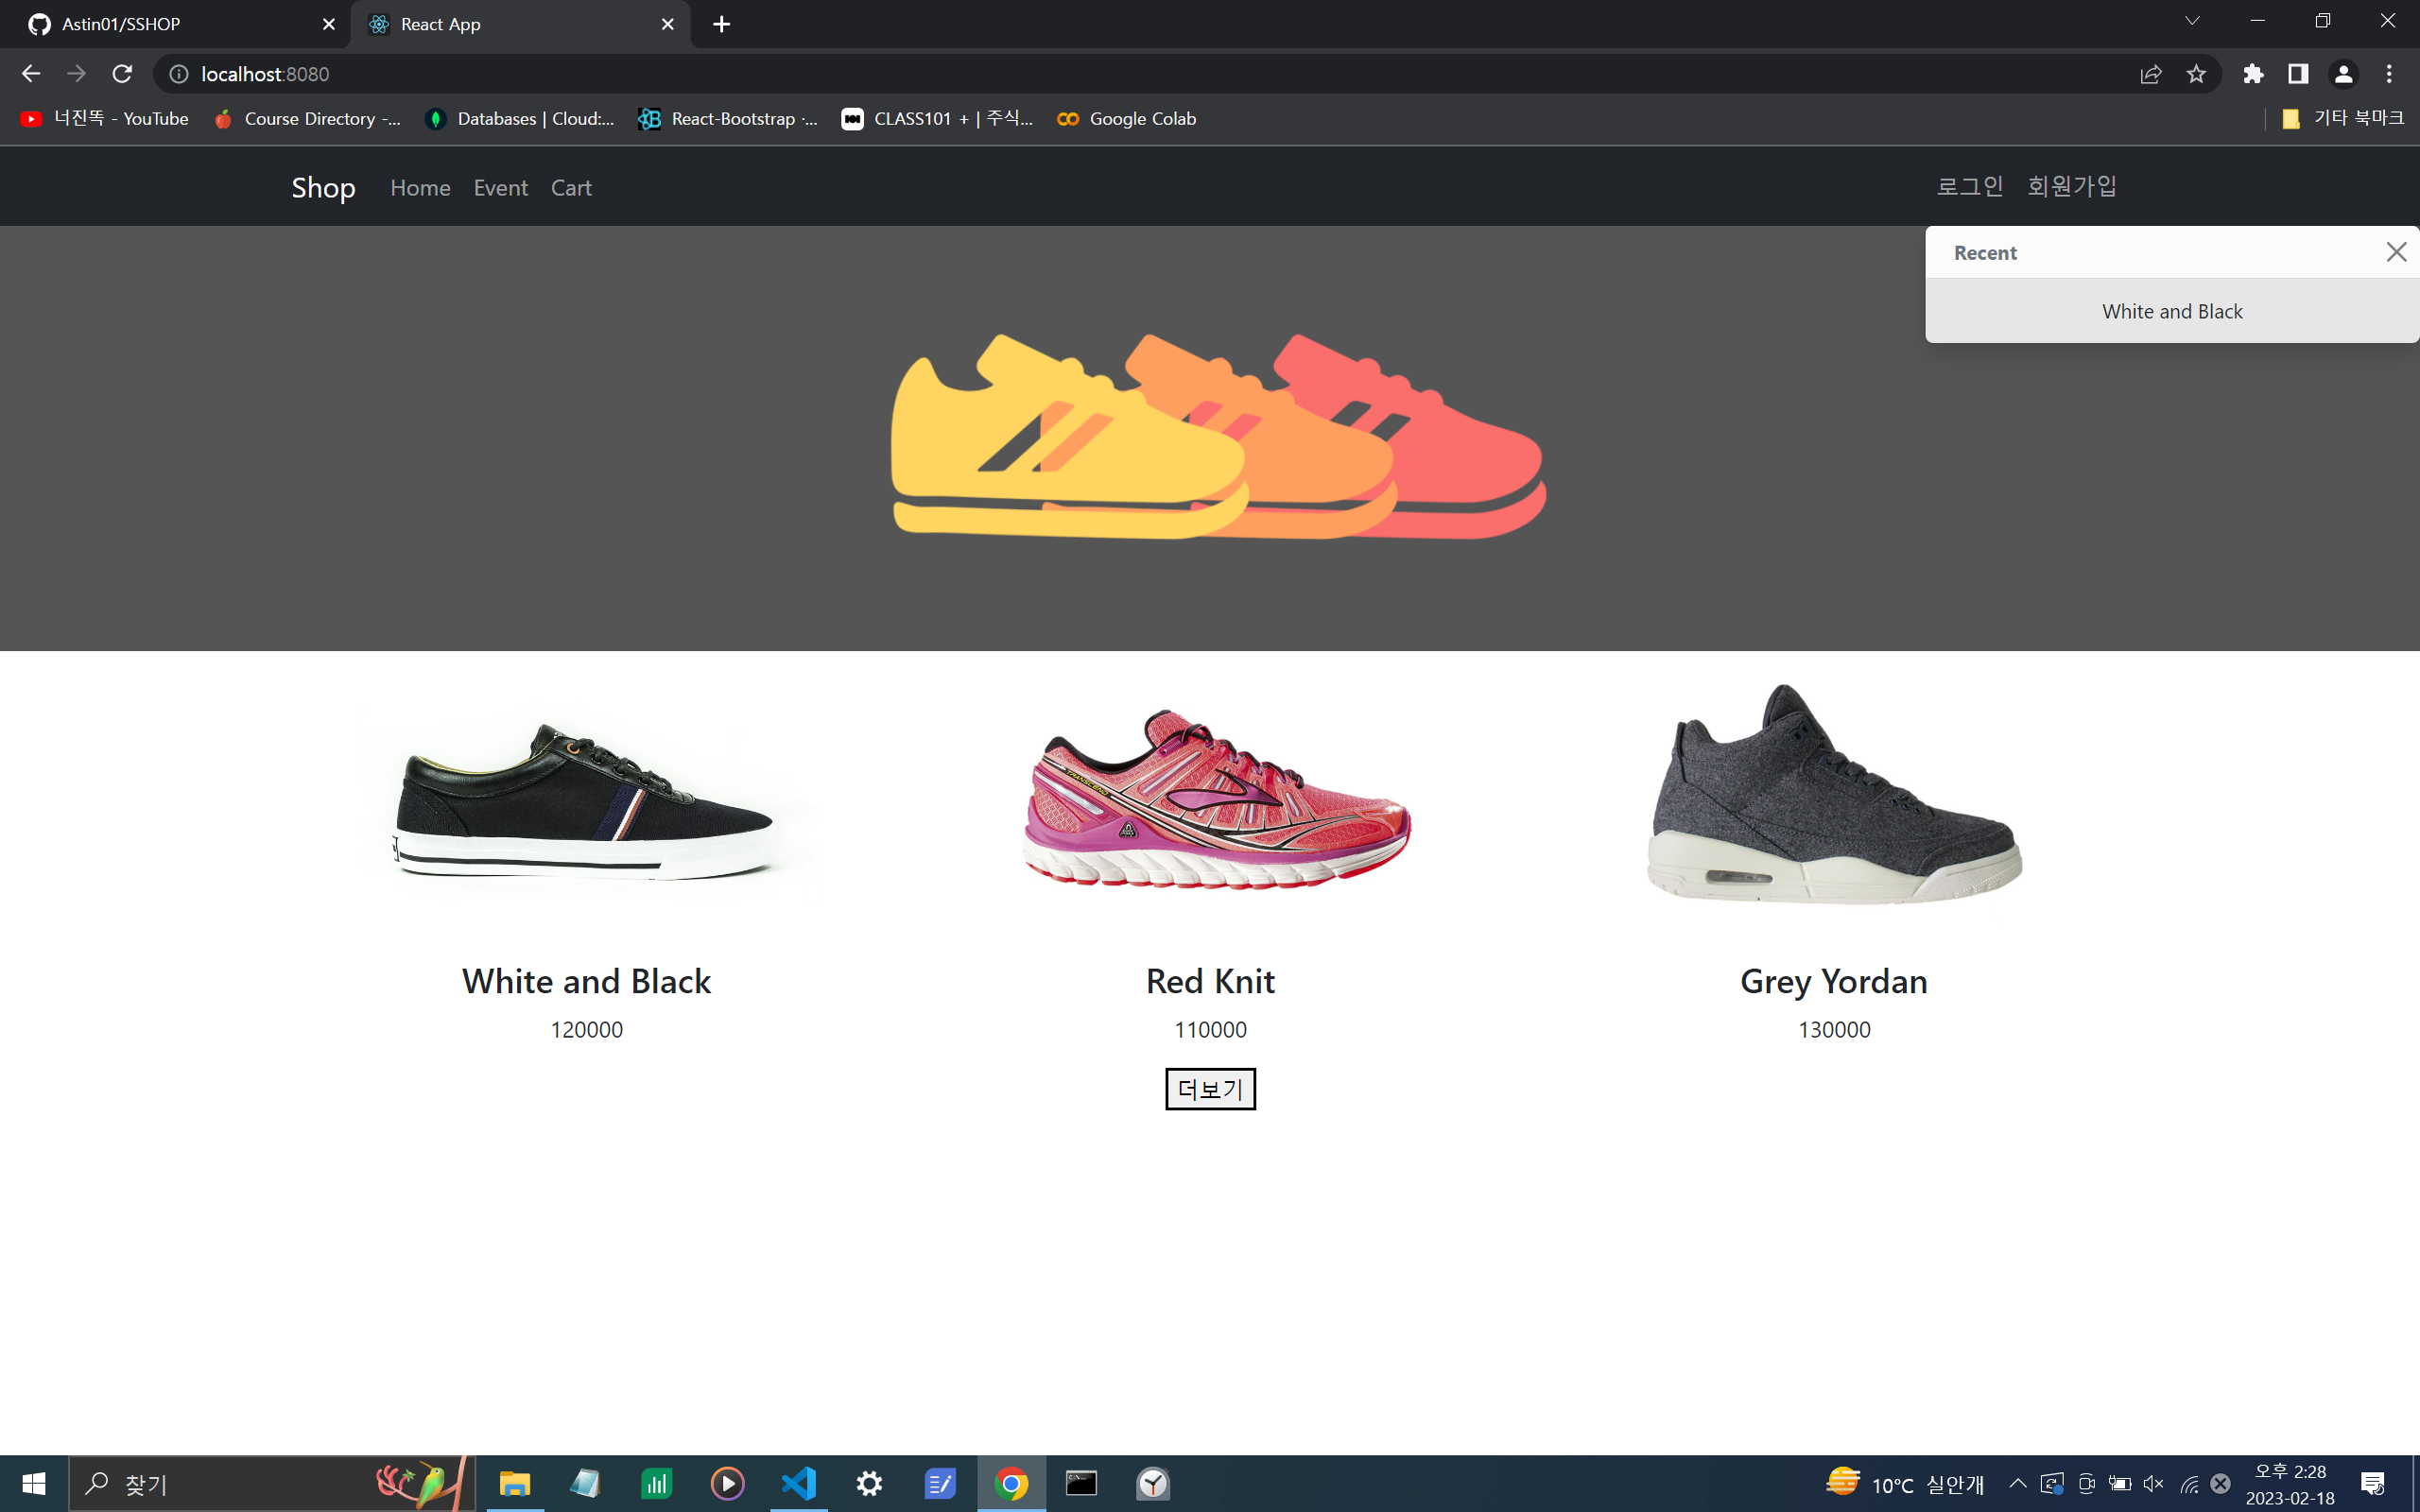 Astin01/SSHOP
React App
localhost:8080
너진똑 - YouTube
Course Directory -...
Databases | Cloud:...
React-Bootstrap ·...
CLASS101 + | 주식...
Google Colab
기타 북마크
Shop
Home
Event
Cart
로그인
회원가입
Recent
White and Black
White and Black
Red Knit
Grey Yordan
120000
110000
130000
더보기
찾기
10°C 실안개
오후 2:28
2023-02-18